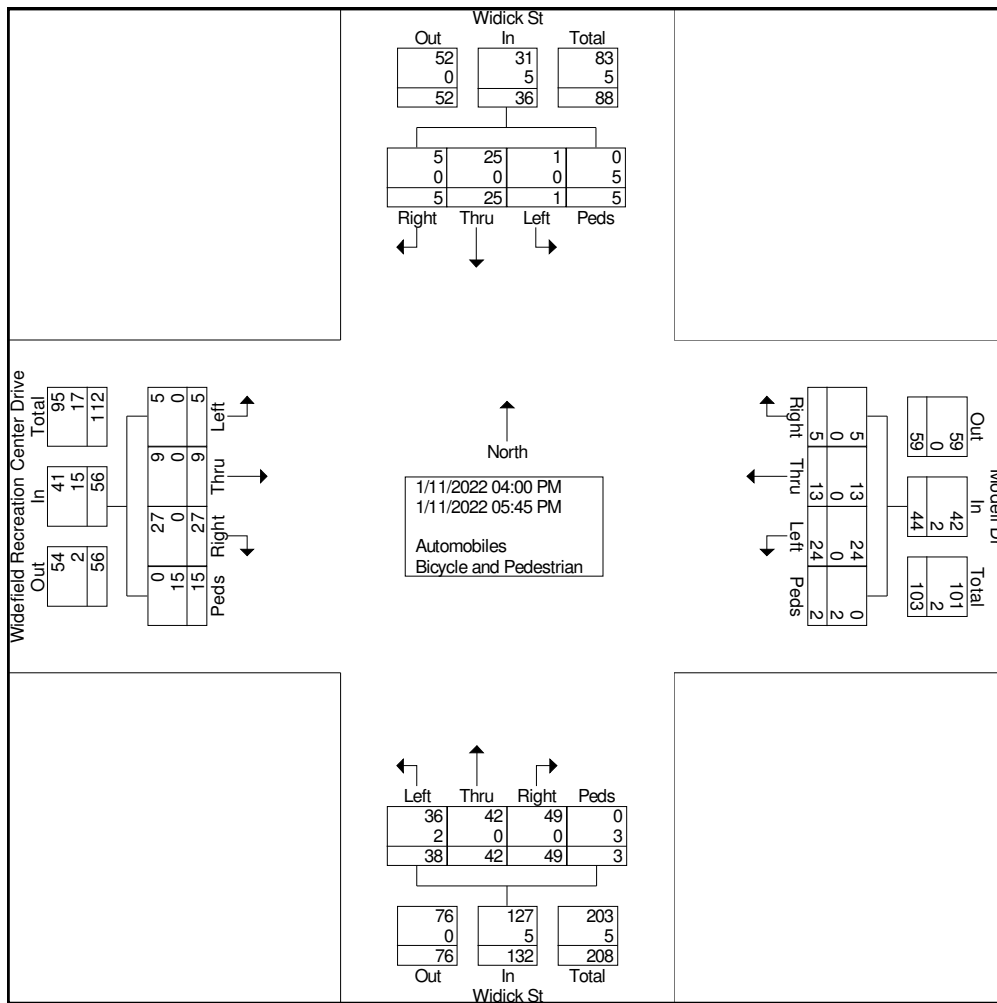 Widick St
Out In Total
52 31 83
0 5 5
52 36 88
5 25 1 0
0 0 0 5
5 25 1 5
Right Thru Left Peds
Widefield Recreation Center Drive
Total In Out
95 41 54
17 15 2
112 56 56
5 9 27 0
0 0 0 15
5 9 27 15
Left Thru Right Peds
North
1/11/2022 04:00 PM
1/11/2022 05:45 PM
Automobiles
Bicycle and Pedestrian
Out In Total
59 42 101
0 2 2
59 44 103
5 13 24 0
0 0 0 2
5 13 24 2
Right Thru Left Peds
Left Thru Right Peds
36 42 49 0
2 0 0 3
38 42 49 3
76 127 203
0 5 5
76 132 208
Out In Total
Widick St